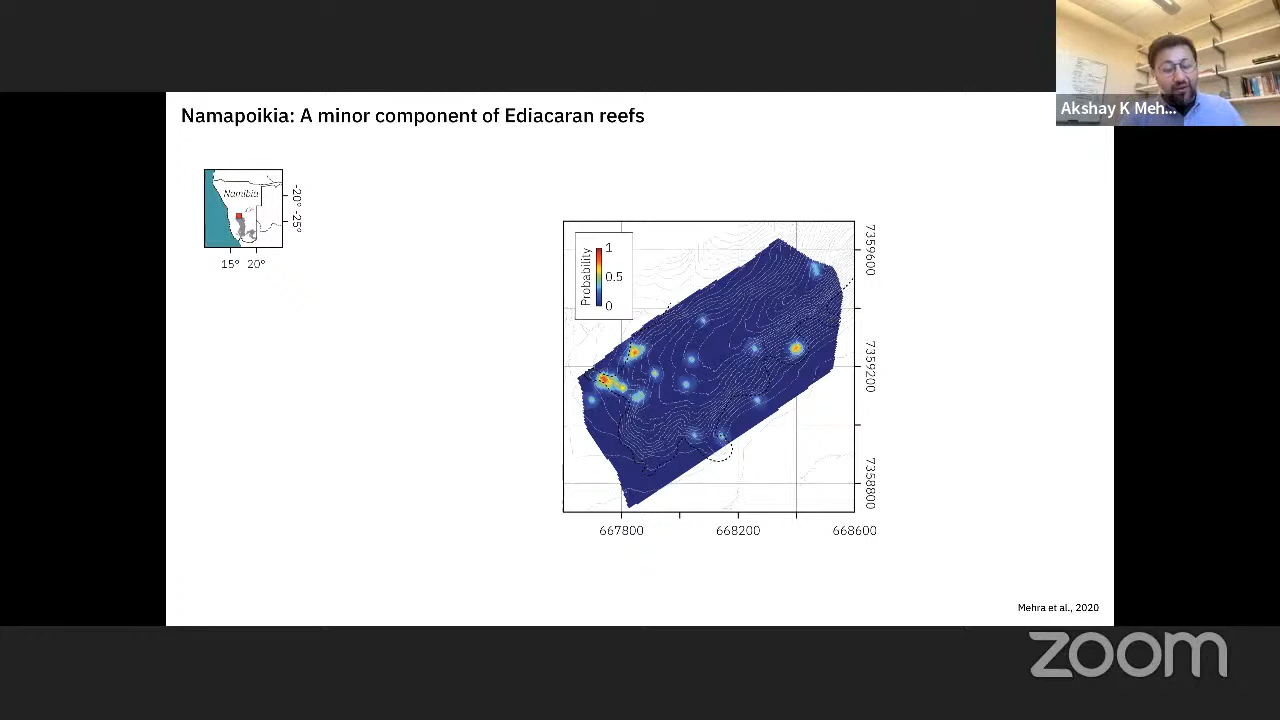 Akshay K Meh...
Namapoikia: A minor component of Ediacaran reefs
Namibia
-20°
-25°
15° 20°
Probability
1
0.5
0
7359600
7359200
7358800
667800
668200
668600
Mehra et al., 2020
zoom